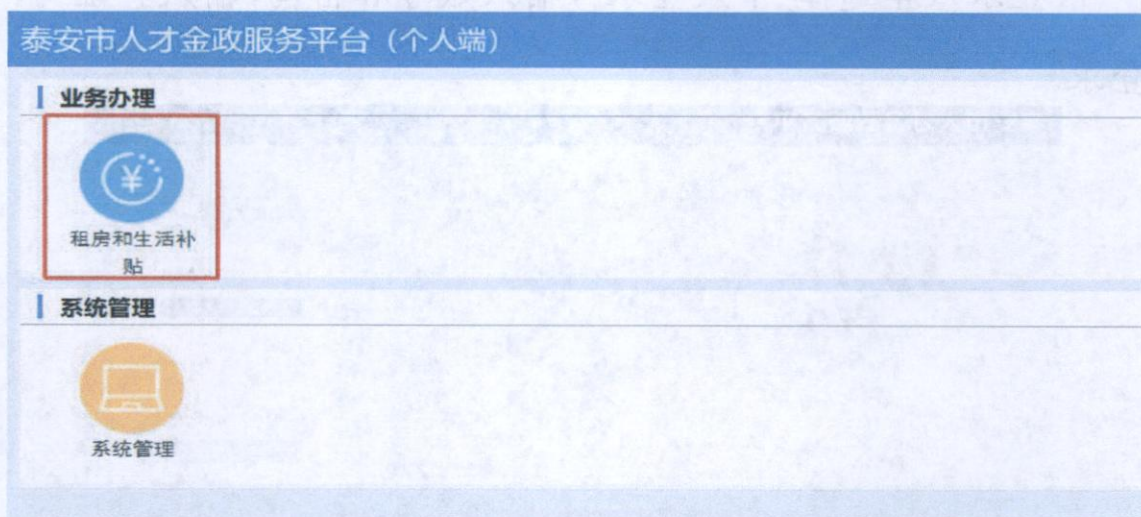 泰安市人才金政服务平台（个人端）
业务办理
租房和生活补
贴
系统管理
系统管理